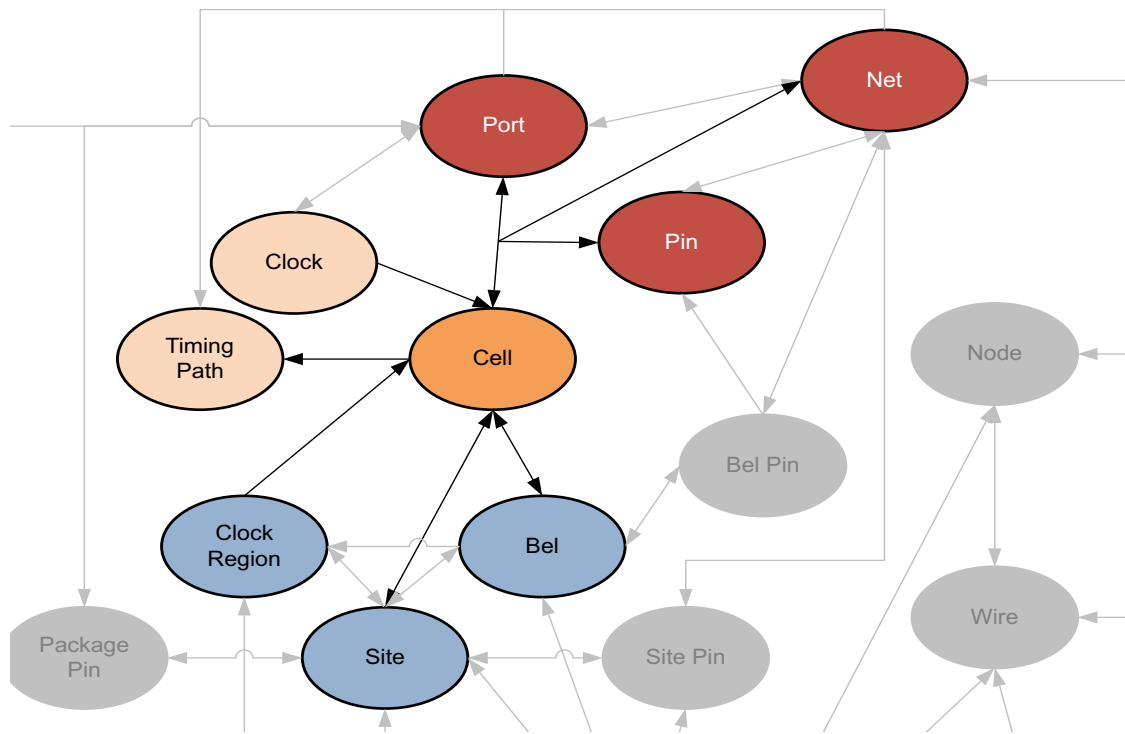 Net
Port
Pin
Clock
Timing
Path
Cell
Node
Bel Pin
Clock
Region
Bel
Package
Pin
Site
Site Pin
Wire